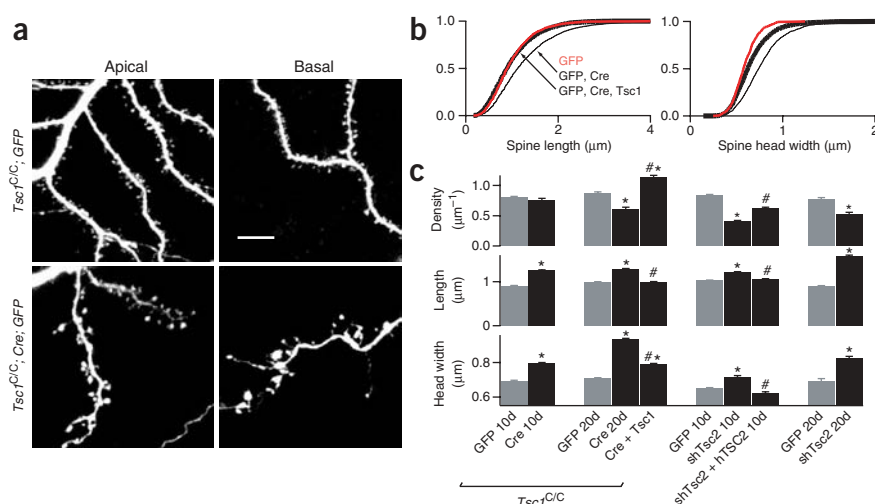 a
Apical
Basal
Tsc1C/C; GFP
Tsc1C/C; Cre; GFP
b
1.0
0.5
0.0
0
2
4
Spine length (μm)
GFP
GFP, Cre
GFP, Cre, Tsc1
1.0
0.5
0.0
0
1
2
Spine head width (μm)
c
Density
(μm⁻¹)
1.0
0.5
0.0
*
#*
*
#
*
Length
(μm)
1
0
*
*
#
*
#
*
Head width
(μm)
0.8
0.6
*
*
#*
*
#
*
GFP 10d
Cre 10d
GFP 20d
Cre 20d
Cre + Tsc1
GFP 10d
shTsc2 10d
shTsc2 + hTSC2 10d
GFP 20d
shTsc2 20d
Tsc1C/C